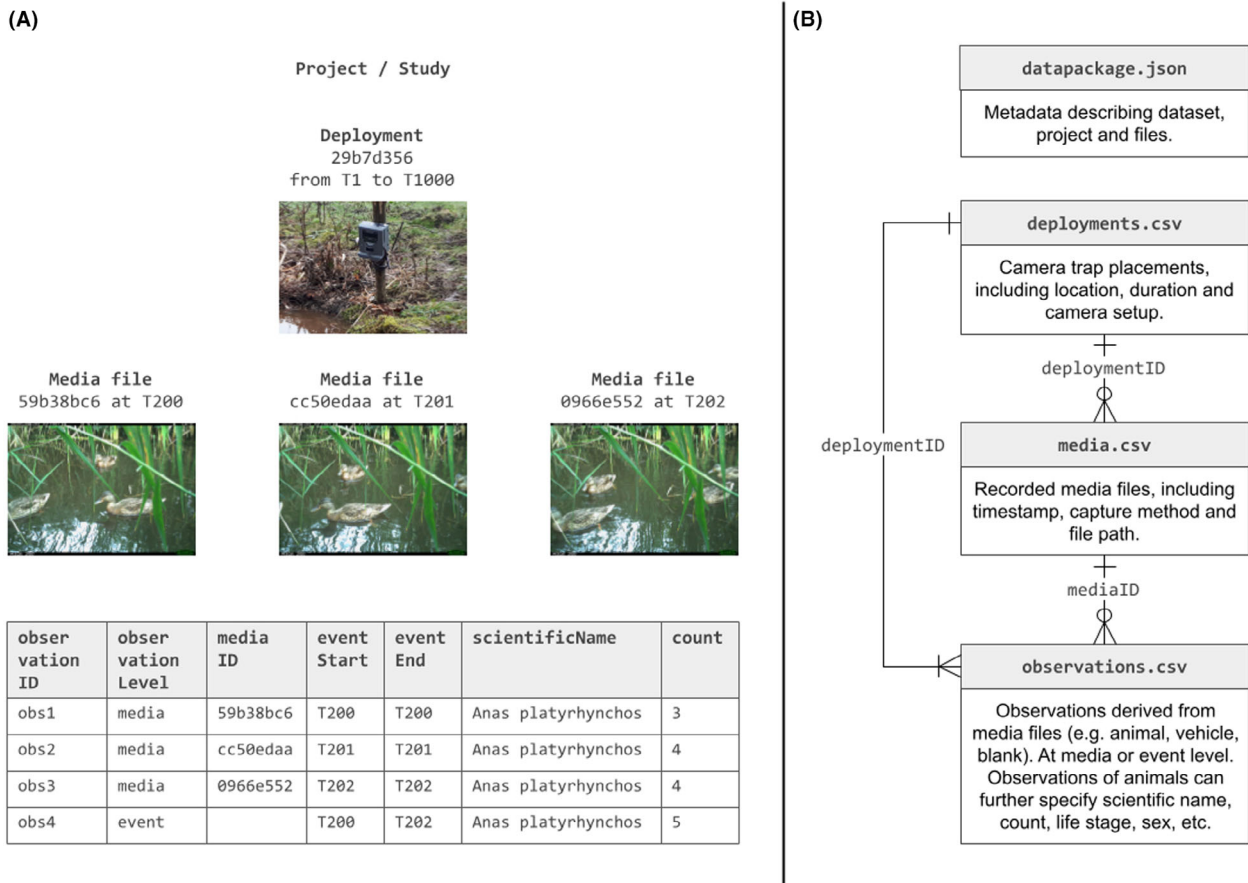 (A)
Project / Study
Deployment
29b7d356
from T1 to T1000
Media file
59b38bc6 at T200
Media file
cc50edaa at T201
Media file
0966e552 at T202
obser vation ID | obser vation Level | media ID | event Start | event End | scientificName | count
obs1 | media | 59b38bc6 | T200 | T200 | Anas platyrhynchos | 3
obs2 | media | cc50edaa | T201 | T201 | Anas platyrhynchos | 4
obs3 | media | 0966e552 | T202 | T202 | Anas platyrhynchos | 4
obs4 | event | | T200 | T202 | Anas platyrhynchos | 5
(B)
datapackage.json
Metadata describing dataset,
project and files.
deployments.csv
Camera trap placements,
including location, duration and
camera setup.
deploymentID
deploymentID
media.csv
Recorded media files, including
timestamp, capture method and
file path.
mediaID
observations.csv
Observations derived from
media files (e.g. animal, vehicle,
blank). At media or event level.
Observations of animals can
further specify scientific name,
count, life stage, sex, etc.